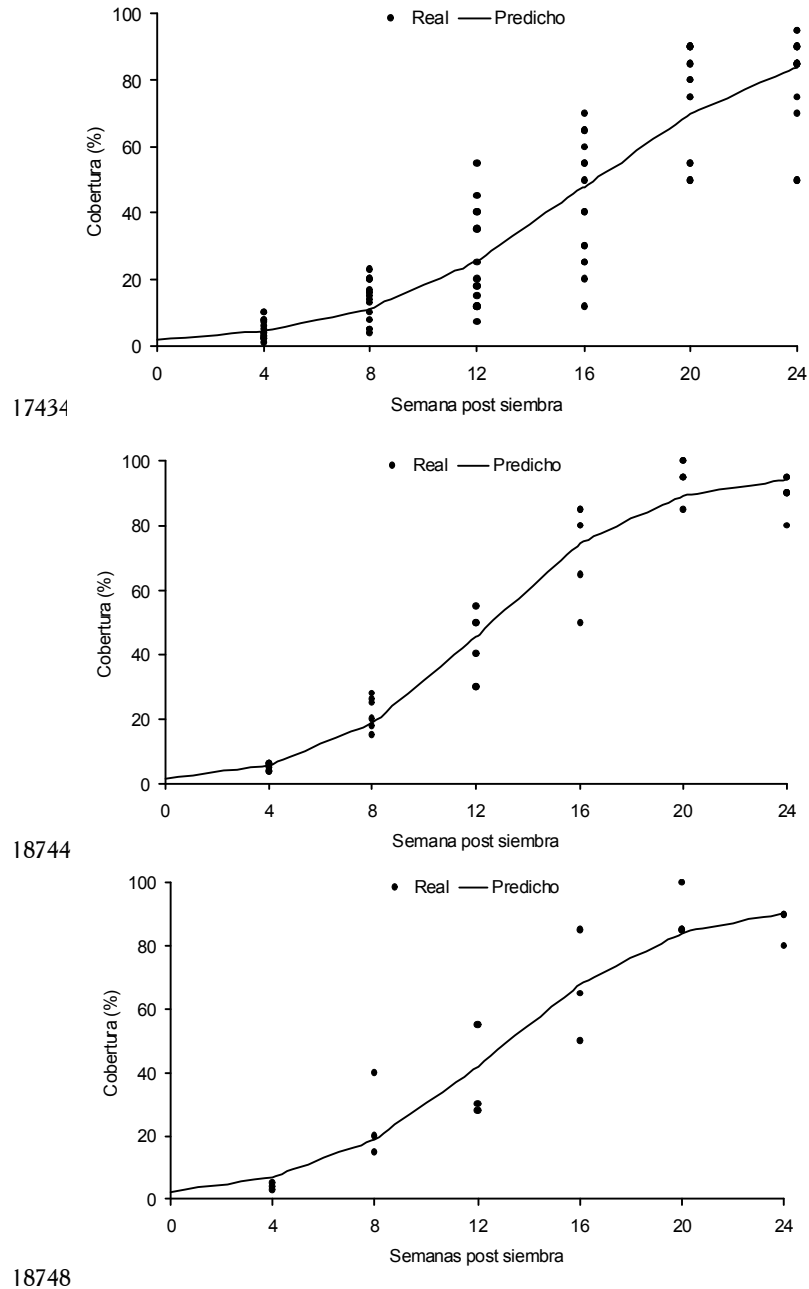 100
Real Predicho
80
60
40
20
0
Cobertura (%)
0 4 8 12 16 20 24
Semana post siembra
17434
100
Real Predicho
80
60
40
20
0
Cobertura (%)
0 4 8 12 16 20 24
Semana post siembra
18744
100
Real Predicho
80
60
40
20
0
Cobertura (%)
0 4 8 12 16 20 24
Semanas post siembra
18748